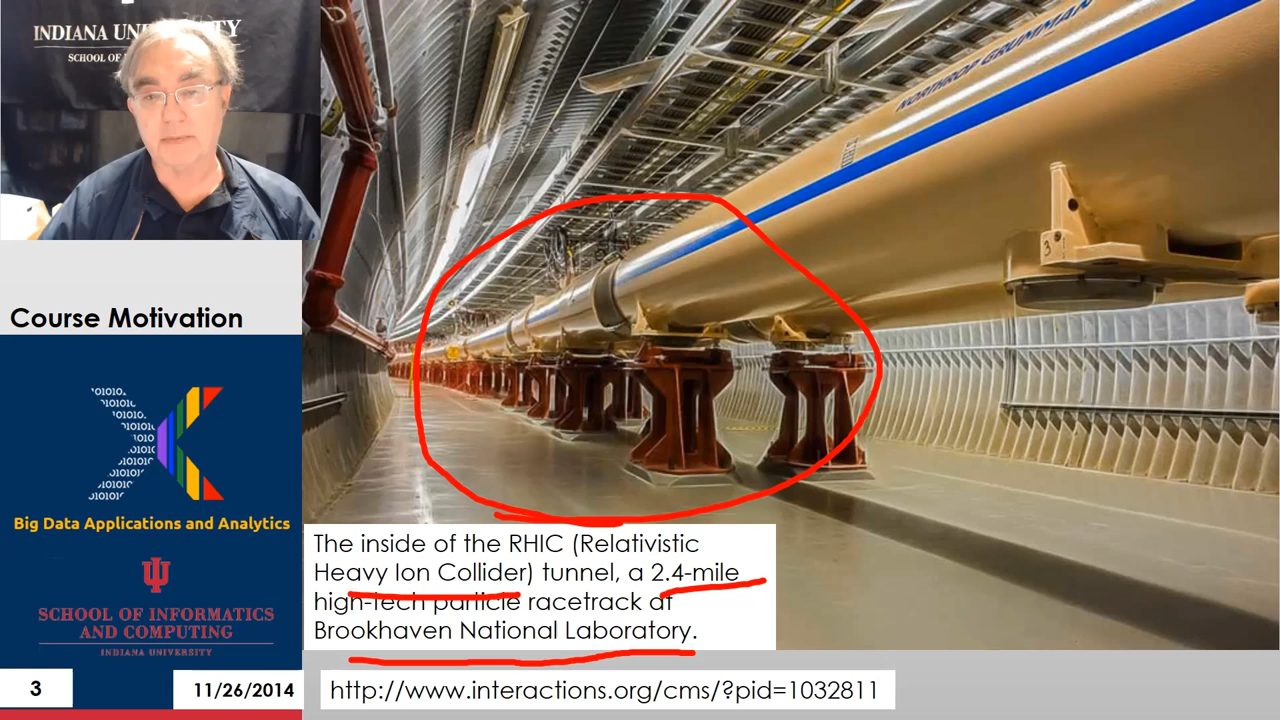 INDIANA UNIVERSITY
SCHOOL OF
NORTHROP GRUMMAN
3
Course Motivation
Big Data Applications and Analytics
SCHOOL OF INFORMATICS
AND COMPUTING
INDIANA UNIVERSITY
The inside of the RHIC (Relativistic
Heavy Ion Collider) tunnel, a 2.4-mile
high-tech particle racetrack at
Brookhaven National Laboratory.
3
11/26/2014
http://www.interactions.org/cms/?pid=1032811